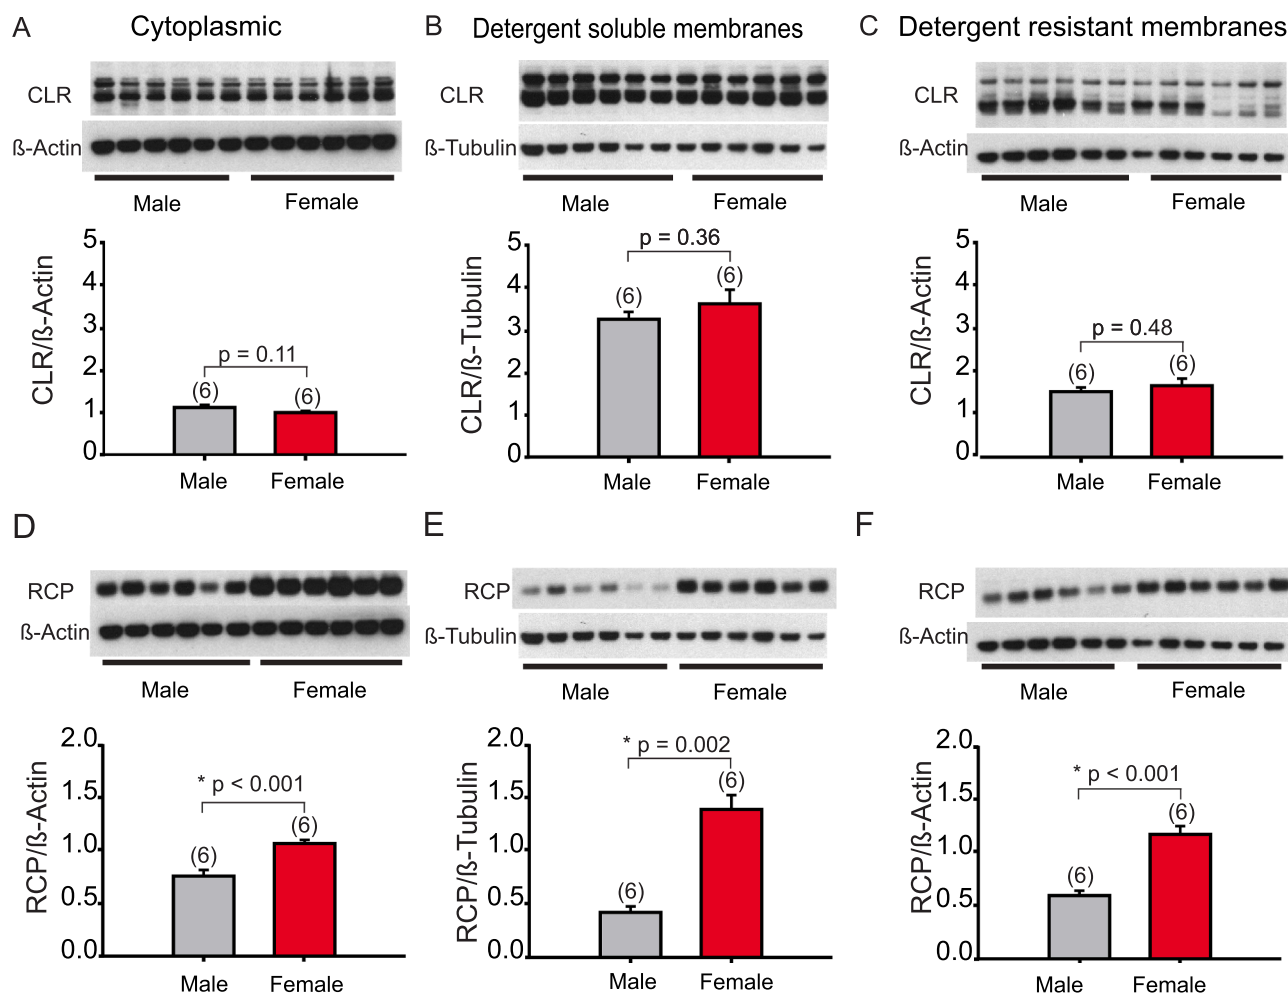 A
Cytoplasmic
CLR
ß-Actin
Male
Female
5
4
3
2
1
0
CLR/ß-Actin
p = 0.11
(6)
(6)
Male
Female
B
Detergent soluble membranes
CLR
ß-Tubulin
Male
Female
5
4
3
2
1
0
CLR/ß-Tubulin
p = 0.36
(6)
(6)
Male
Female
C
Detergent resistant membranes
CLR
ß-Actin
Male
Female
5
4
3
2
1
0
CLR/ß-Actin
p = 0.48
(6)
(6)
Male
Female
D
RCP
ß-Actin
Male
Female
2.0
1.5
1.0
0.5
0.0
RCP/ß-Actin
* p < 0.001
(6)
(6)
Male
Female
E
RCP
ß-Tubulin
Male
Female
2.0
1.5
1.0
0.5
0.0
RCP/ß-Tubulin
* p = 0.002
(6)
(6)
Male
Female
F
RCP
ß-Actin
Male
Female
2.0
1.5
1.0
0.5
0.0
RCP/ß-Actin
* p < 0.001
(6)
(6)
Male
Female